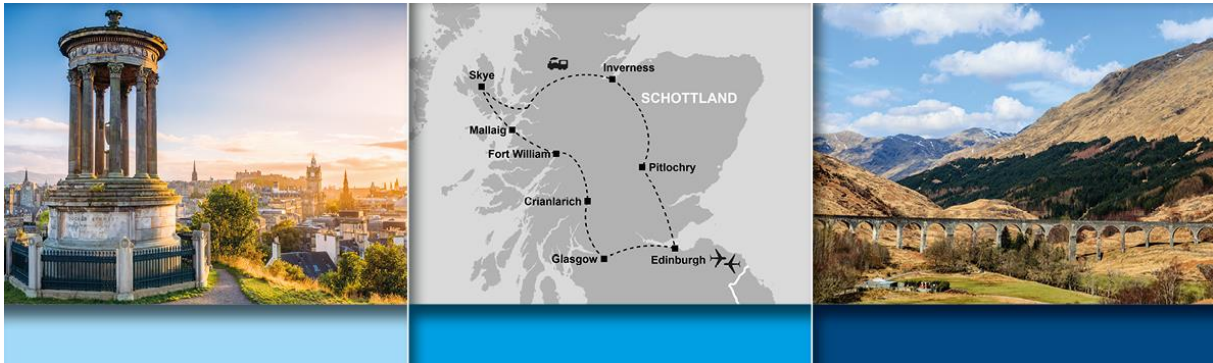 Inverness
Skye
SCHOTTLAND
Mallaig
Fort William
Pitlochry
Crianlarich
Glasgow
Edinburgh